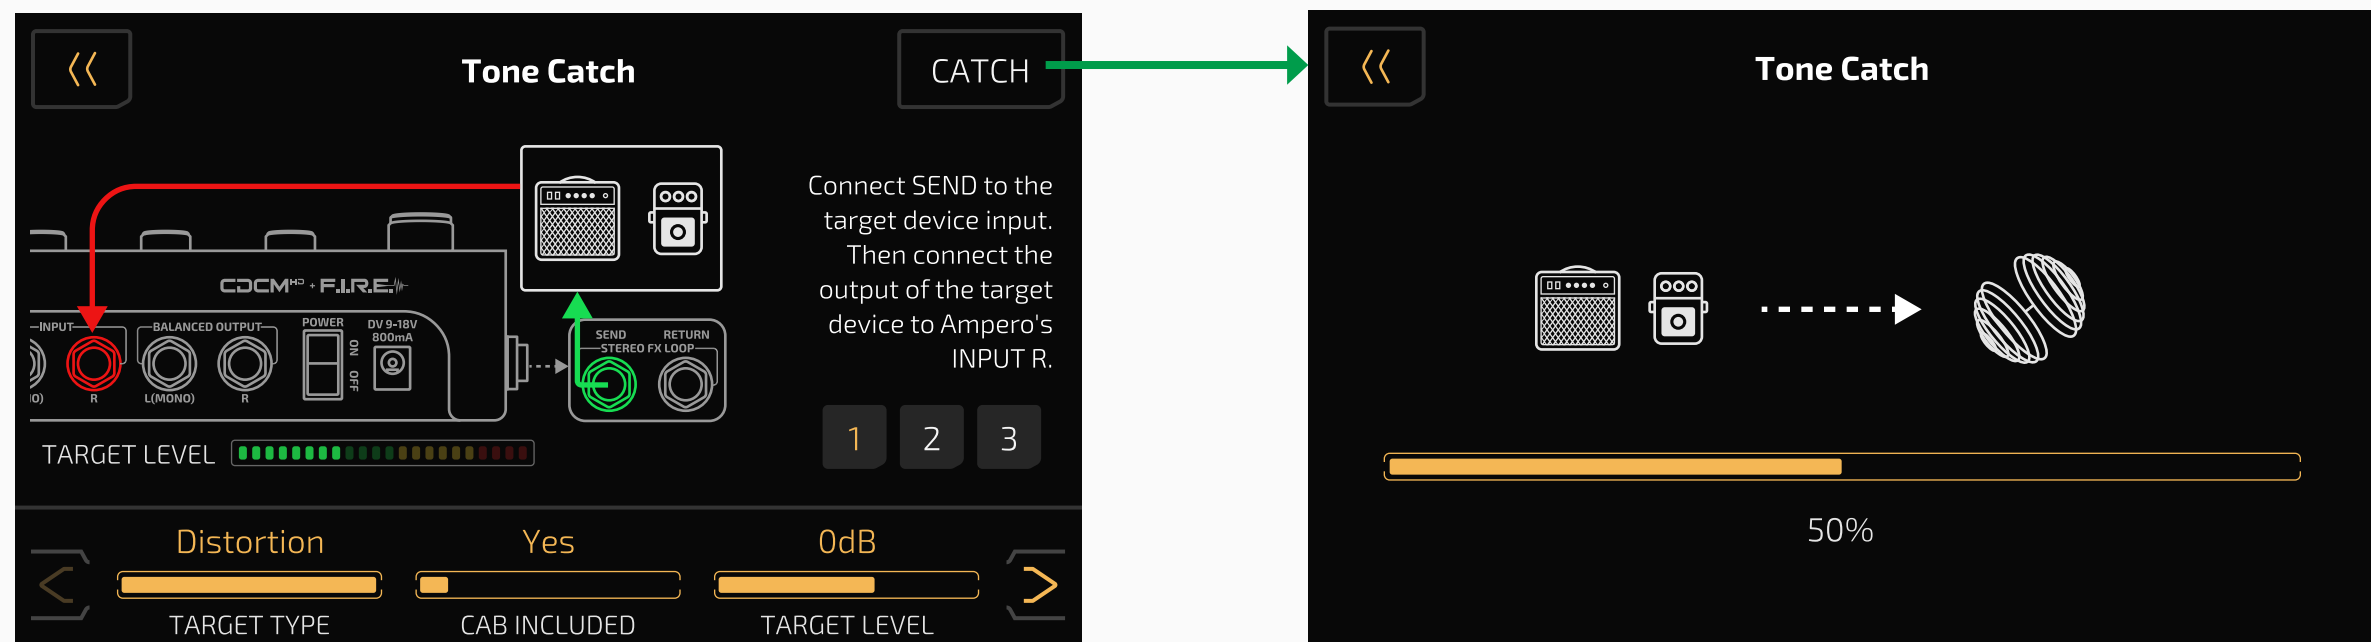 Tone Catch
CATCH
Connect SEND to the
target device input.
Then connect the
output of the target
device to Ampero's
INPUT R.
CDCM HD + F.I.R.E.
INPUT
BALANCED OUTPUT
POWER
DV 9-18V
800mA
ON OFF
R
L(MONO)
R
SEND
RETURN
STEREO FX LOOP
1
2
3
TARGET LEVEL
Distortion
Yes
0dB
TARGET TYPE
CAB INCLUDED
TARGET LEVEL
Tone Catch
50%